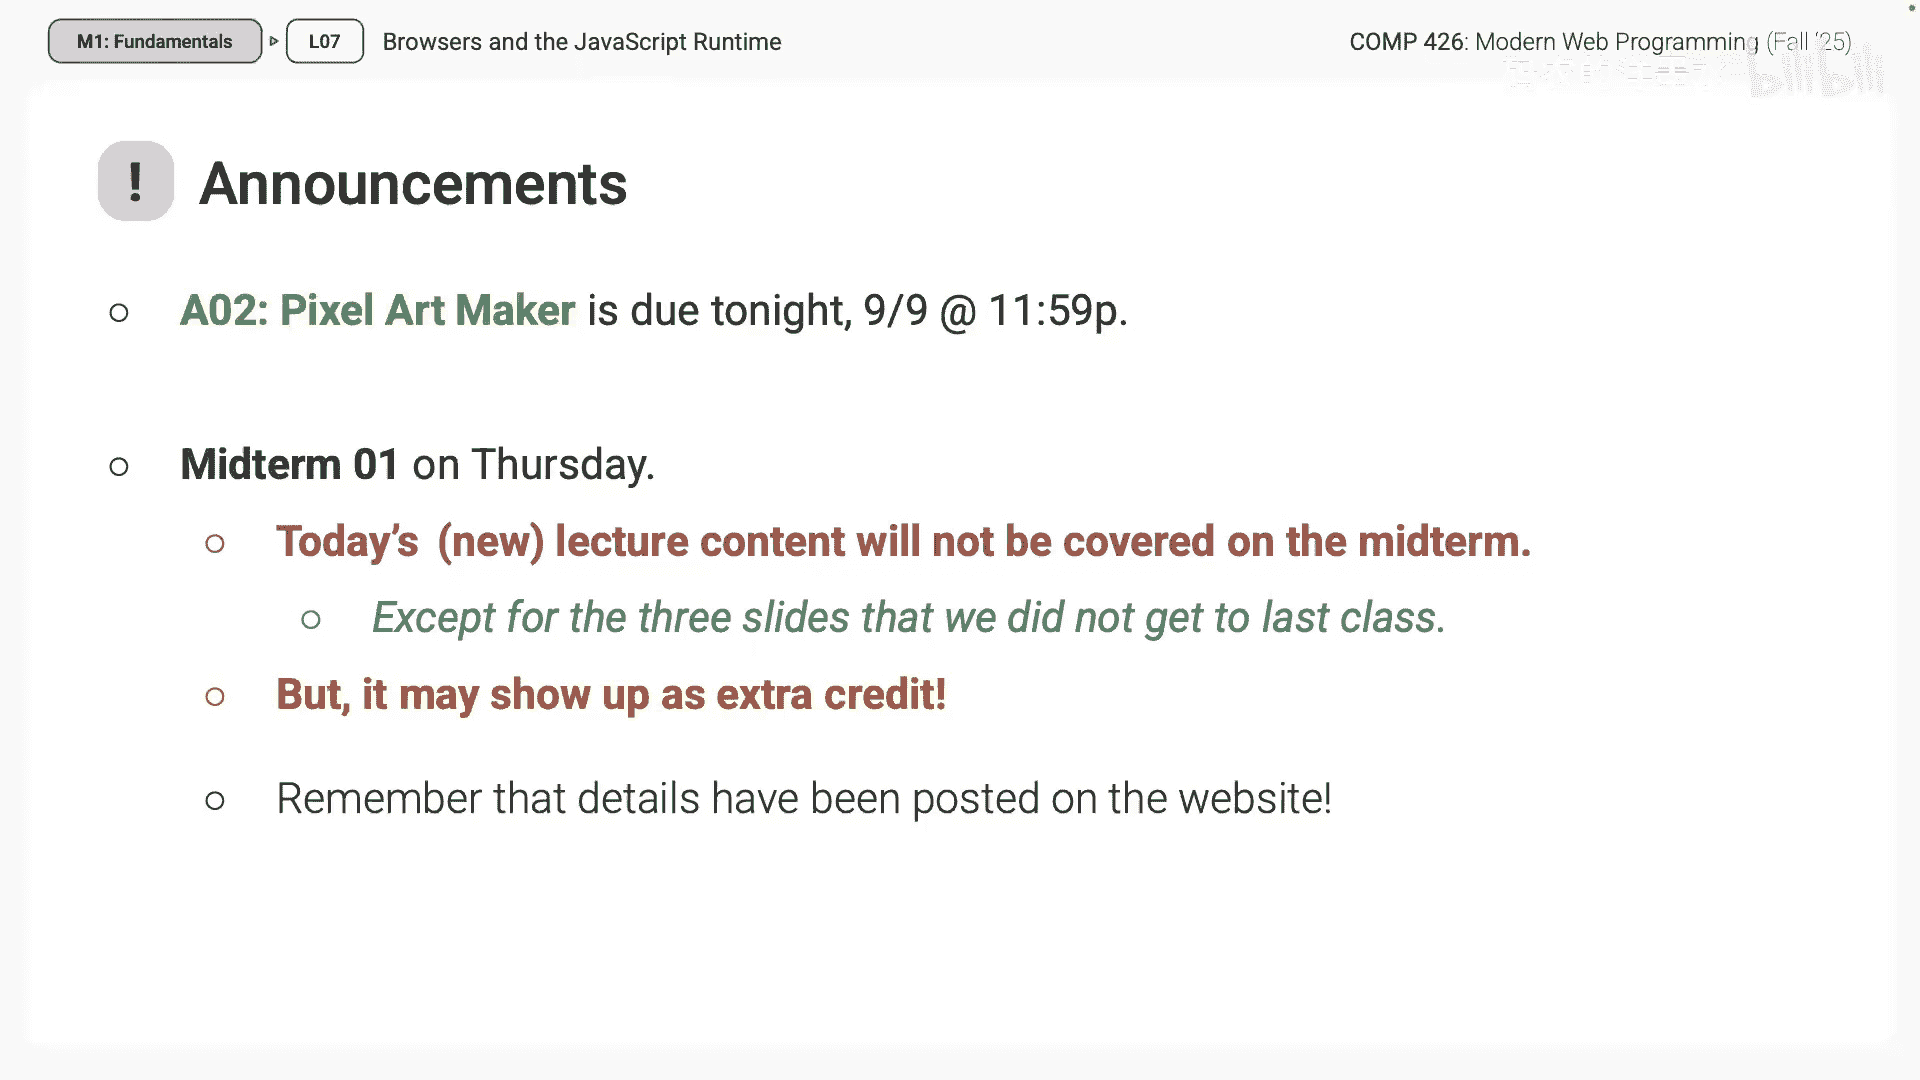 M1: Fundamentals
L07
Browsers and the JavaScript Runtime
COMP 426: Modern Web Programming (Fall '25)
bilibili
!
Announcements
A02: Pixel Art Maker is due tonight, 9/9 @ 11:59p.
Midterm 01 on Thursday.
Today’s (new) lecture content will not be covered on the midterm.
Except for the three slides that we did not get to last class.
But, it may show up as extra credit!
Remember that details have been posted on the website!